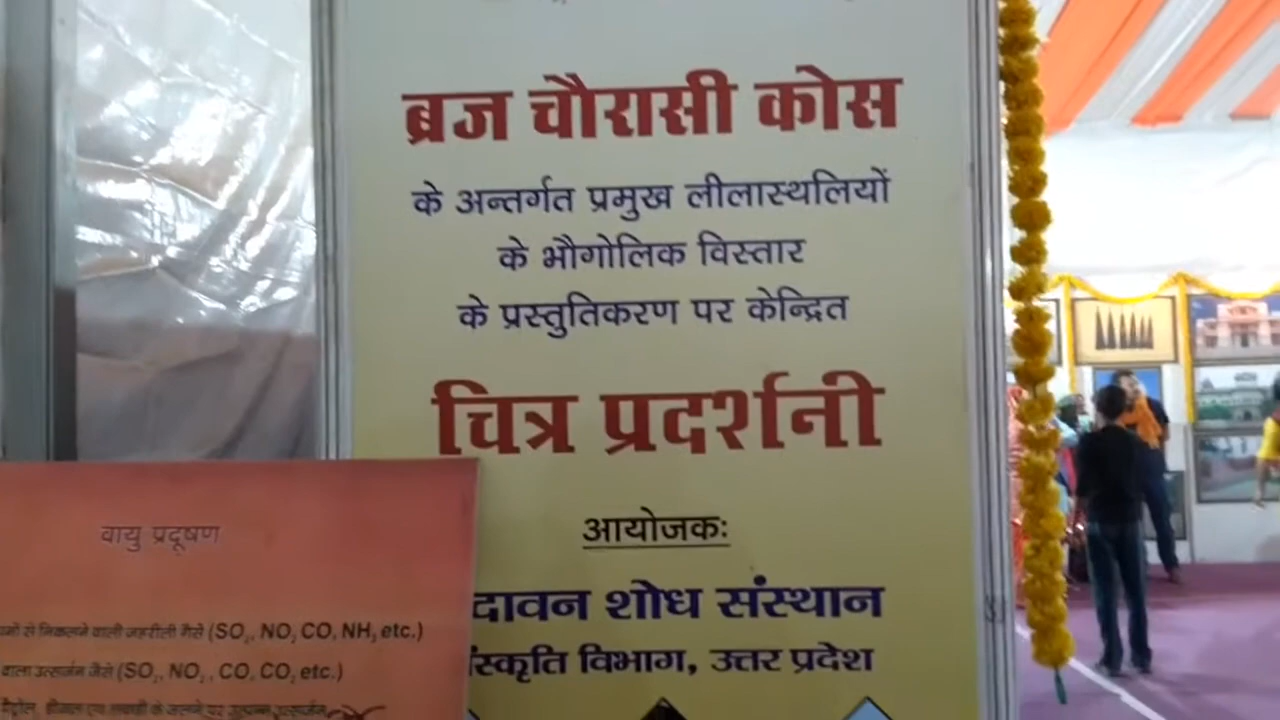 ब्रज चौरासी कोस
के अन्तर्गत प्रमुख लीलास्थलियों
के भौगोलिक विस्तार
के प्रस्तुतिकरण पर केन्द्रित
चित्र प्रदर्शनी
आयोजकः
दावन शोध संस्थान
स्कृति विभाग, उत्तर प्रदेश
वायु प्रदूषण
से निकलने वाली जहरीली गैसें (SO₂, NO₂ CO, NH₃ etc.)
वाला उत्सर्जन जैसे (SO₂, NO₂, CO, CO₂ etc.)